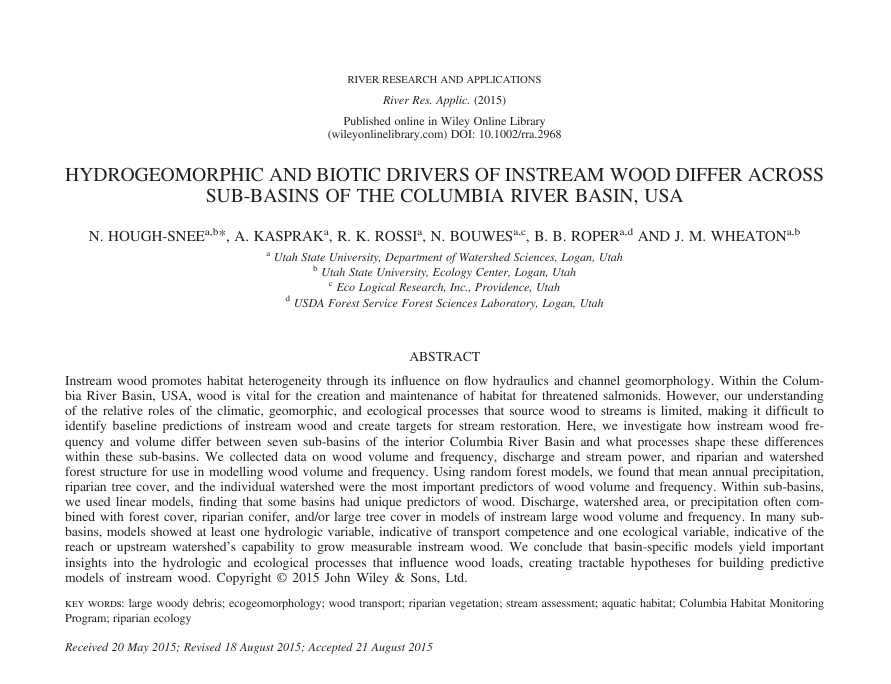 RIVER RESEARCH AND APPLICATIONS
River Res. Applic. (2015)
Published online in Wiley Online Library
(wileyonlinelibrary.com) DOI: 10.1002/rra.2968
HYDROGEOMORPHIC AND BIOTIC DRIVERS OF INSTREAM WOOD DIFFER ACROSS
SUB-BASINS OF THE COLUMBIA RIVER BASIN, USA
N. HOUGH-SNEEa,b*, A. KASPRAKa, R. K. ROSSIa, N. BOUWESa,c, B. B. ROPERa,d AND J. M. WHEATONa,b
a Utah State University, Department of Watershed Sciences, Logan, Utah
b Utah State University, Ecology Center, Logan, Utah
c Eco Logical Research, Inc., Providence, Utah
d USDA Forest Service Forest Sciences Laboratory, Logan, Utah
ABSTRACT
Instream wood promotes habitat heterogeneity through its influence on flow hydraulics and channel geomorphology. Within the Colum-
bia River Basin, USA, wood is vital for the creation and maintenance of habitat for threatened salmonids. However, our understanding
of the relative roles of the climatic, geomorphic, and ecological processes that source wood to streams is limited, making it difficult to
identify baseline predictions of instream wood and create targets for stream restoration. Here, we investigate how instream wood fre-
quency and volume differ between seven sub-basins of the interior Columbia River Basin and what processes shape these differences
within these sub-basins. We collected data on wood volume and frequency, discharge and stream power, and riparian and watershed
forest structure for use in modelling wood volume and frequency. Using random forest models, we found that mean annual precipitation,
riparian tree cover, and the individual watershed were the most important predictors of wood volume and frequency. Within sub-basins,
we used linear models, finding that some basins had unique predictors of wood. Discharge, watershed area, or precipitation often com-
bined with forest cover, riparian conifer, and/or large tree cover in models of instream large wood volume and frequency. In many sub-
basins, models showed at least one hydrologic variable, indicative of transport competence and one ecological variable, indicative of the
reach or upstream watershed's capability to grow measurable instream wood. We conclude that basin-specific models yield important
insights into the hydrologic and ecological processes that influence wood loads, creating tractable hypotheses for building predictive
models of instream wood. Copyright © 2015 John Wiley & Sons, Ltd.
KEY WORDS: large woody debris; ecogeomorphology; wood transport; riparian vegetation; stream assessment; aquatic habitat; Columbia Habitat Monitoring
Program; riparian ecology
Received 20 May 2015; Revised 18 August 2015; Accepted 21 August 2015